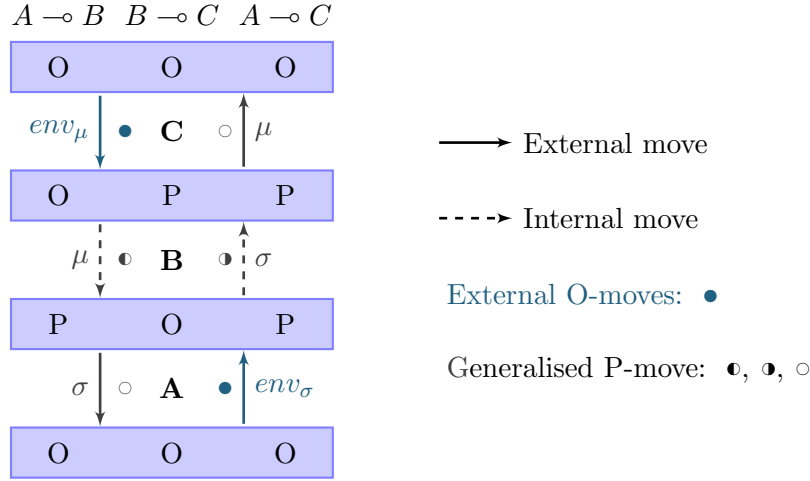 A ⊸ B B ⊸ C A ⊸ C
O O O
env_μ ● C ○ μ
O P P
μ ◐ B ◑ σ
P O P
σ ○ A ● env_σ
O O O
External move
Internal move
External O-moves: ●
Generalised P-move: ◐, ◑, ○